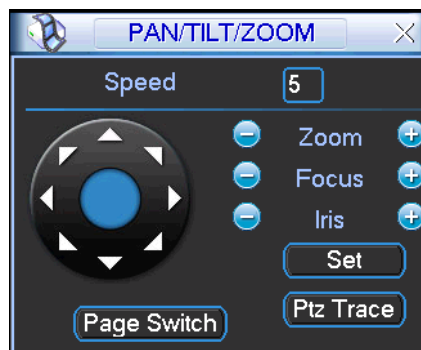 PAN/TILT/ZOOM
Speed 5
Zoom
Focus
Iris
Set
Ptz Trace
Page Switch